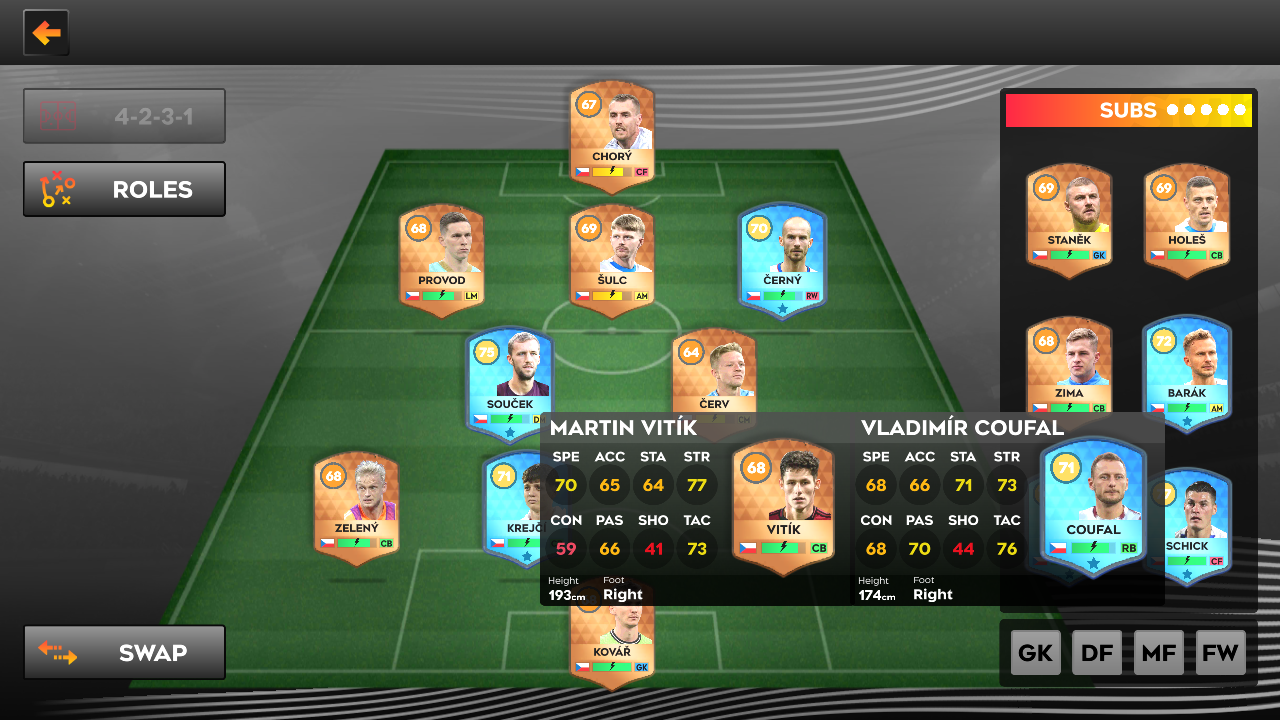 4-2-3-1
ROLES
67
CHORÝ
CF
68
PROVOD
LM
69
ŠULC
AM
70
ČERNÝ
RW
75
SOUČEK
64
ČERV
CM
68
ZELENÝ
CB
71
KOVÁŘ
GK
SWAP
SUBS
69
STANĚK
GK
69
HOLEŠ
CB
68
ZIMA
CB
72
BARÁK
AM
SCHICK
CF
MARTIN VITÍK
SPE ACC STA STR
70 65 64 77
CON PAS SHO TAC
59 66 41 73
Height Foot
193cm Right
68
VITÍK
CB
VLADIMÍR COUFAL
SPE ACC STA STR
68 66 71 73
CON PAS SHO TAC
68 70 44 76
Height Foot
174cm Right
71
COUFAL
RB
GK DF MF FW